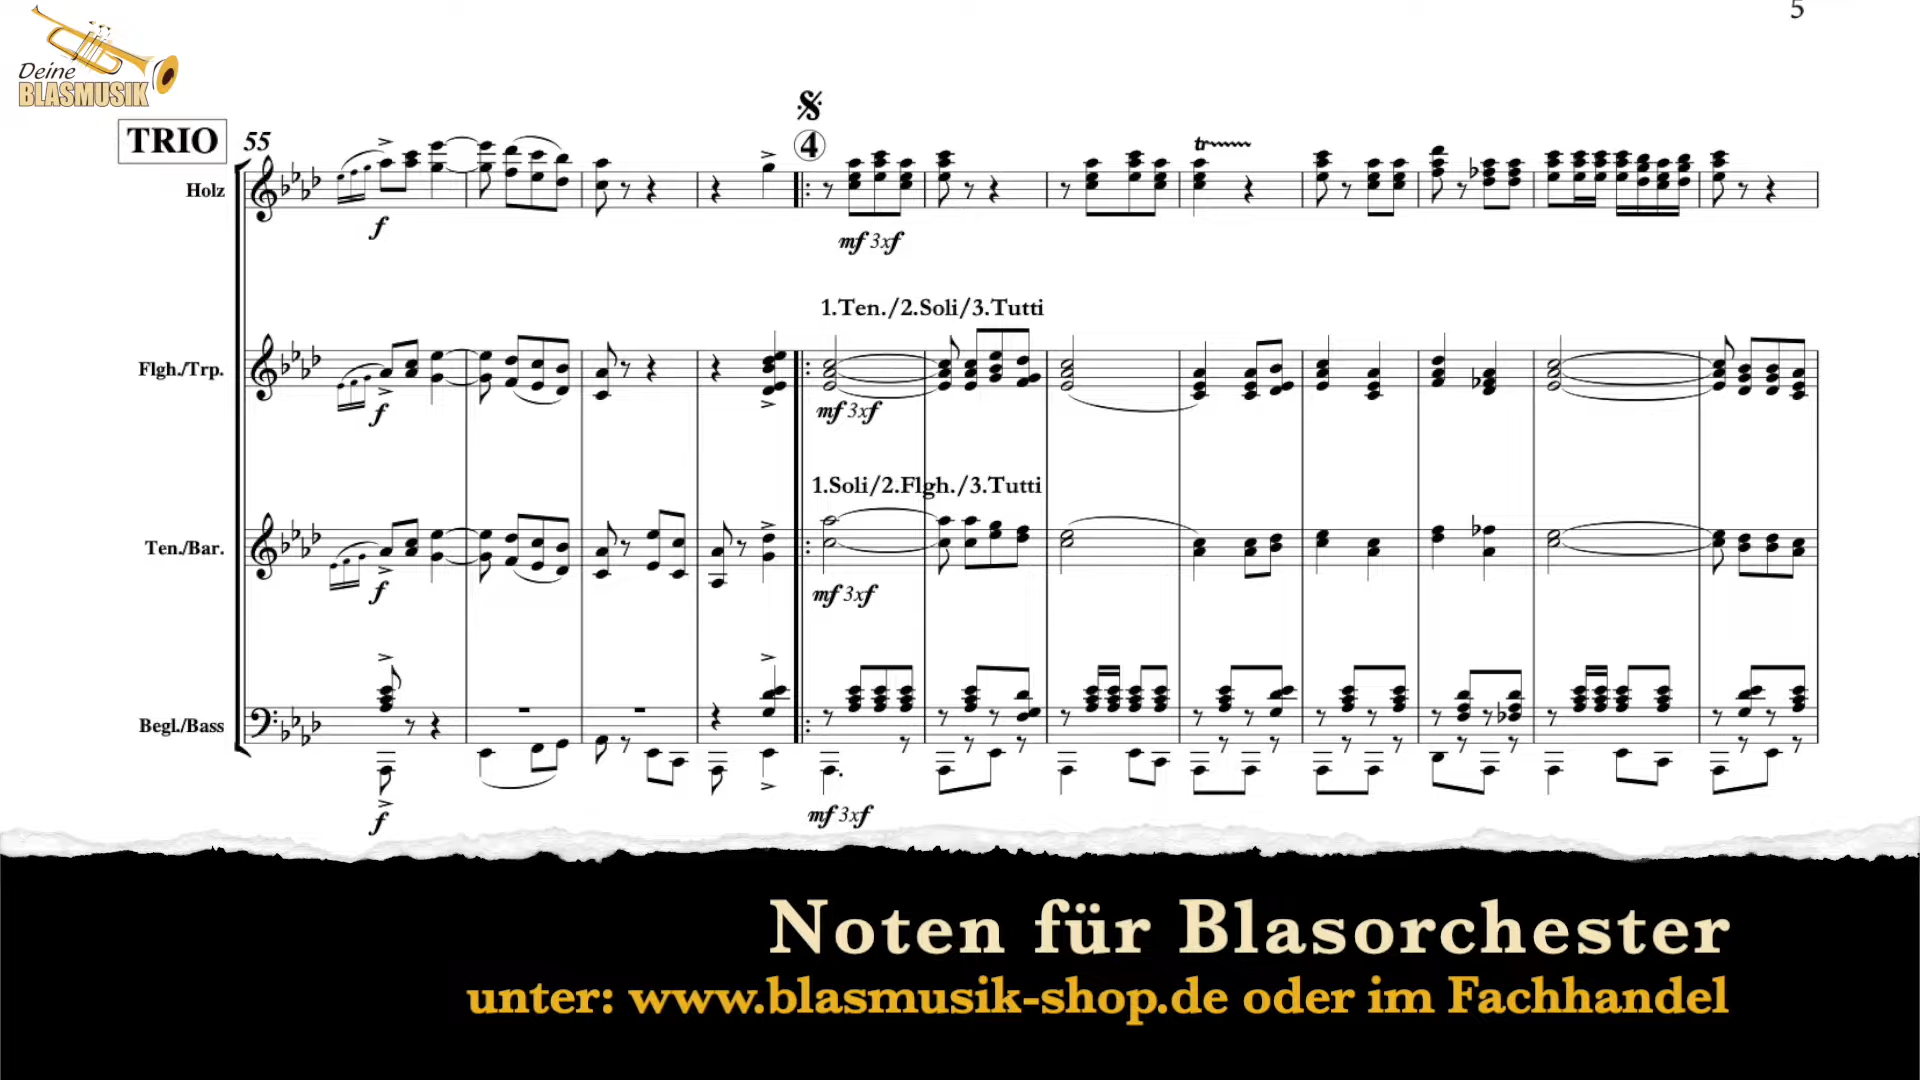 5
Deine
BLASMUSIK
TRIO
55
4
tr
Holz
f
mf 3xf
1.Ten./2.Soli/3.Tutti
Flgh./Trp.
f
mf 3xf
1.Soli/2.Flgh./3.Tutti
Ten./Bar.
f
mf 3xf
Begl./Bass
f
mf 3xf
Noten für Blasorchester
unter: www.blasmusik-shop.de oder im Fachhandel